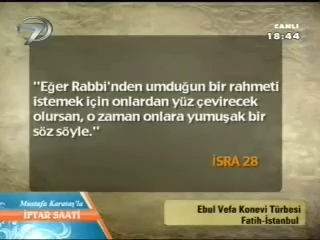 7
CANLI
18:44
"Eğer Rabbi'nden umduğun bir rahmeti
istemek için onlardan yüz çevirecek
olursan, o zaman onlara yumuşak bir
söz söyle."
İSRA 28
Mustafa Karataş'la
İFTAR SAATİ
Ebul Vefa Konevi Türbesi
Fatih-İstanbul